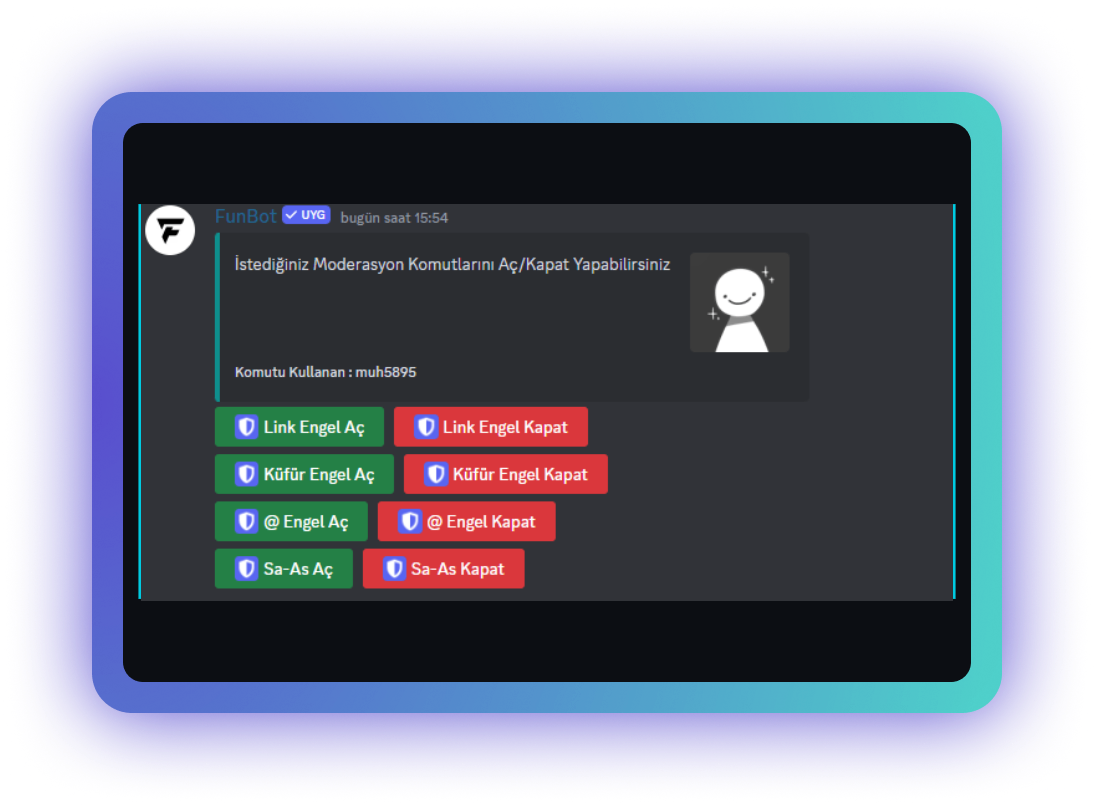 FunBot ✓ UYG bugün saat 15:54
İstediğiniz Moderasyon Komutlarını Aç/Kapat Yapabilirsiniz
Komutu Kullanan : muh5895
Link Engel Aç Link Engel Kapat
Küfür Engel Aç Küfür Engel Kapat
@ Engel Aç @ Engel Kapat
Sa-As Aç Sa-As Kapat